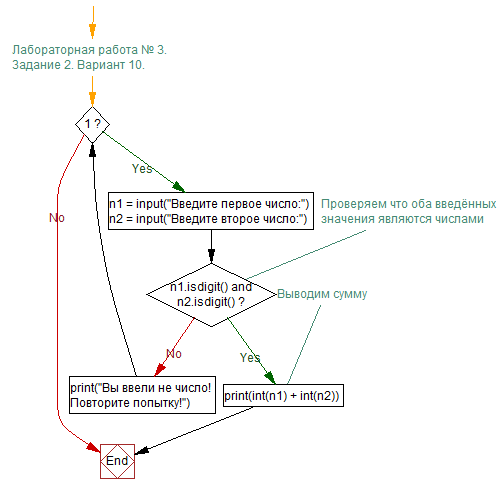 Лабораторная работа № 3.
Задание 2. Вариант 10.
1 ?
Yes
No
n1 = input("Введите первое число:")
n2 = input("Введите второе число:")
Проверяем что оба введённых
значения являются числами
n1.isdigit() and
n2.isdigit() ?
Выводим сумму
No
Yes
print("Вы ввели не число!
Повторите попытку!")
print(int(n1) + int(n2))
End